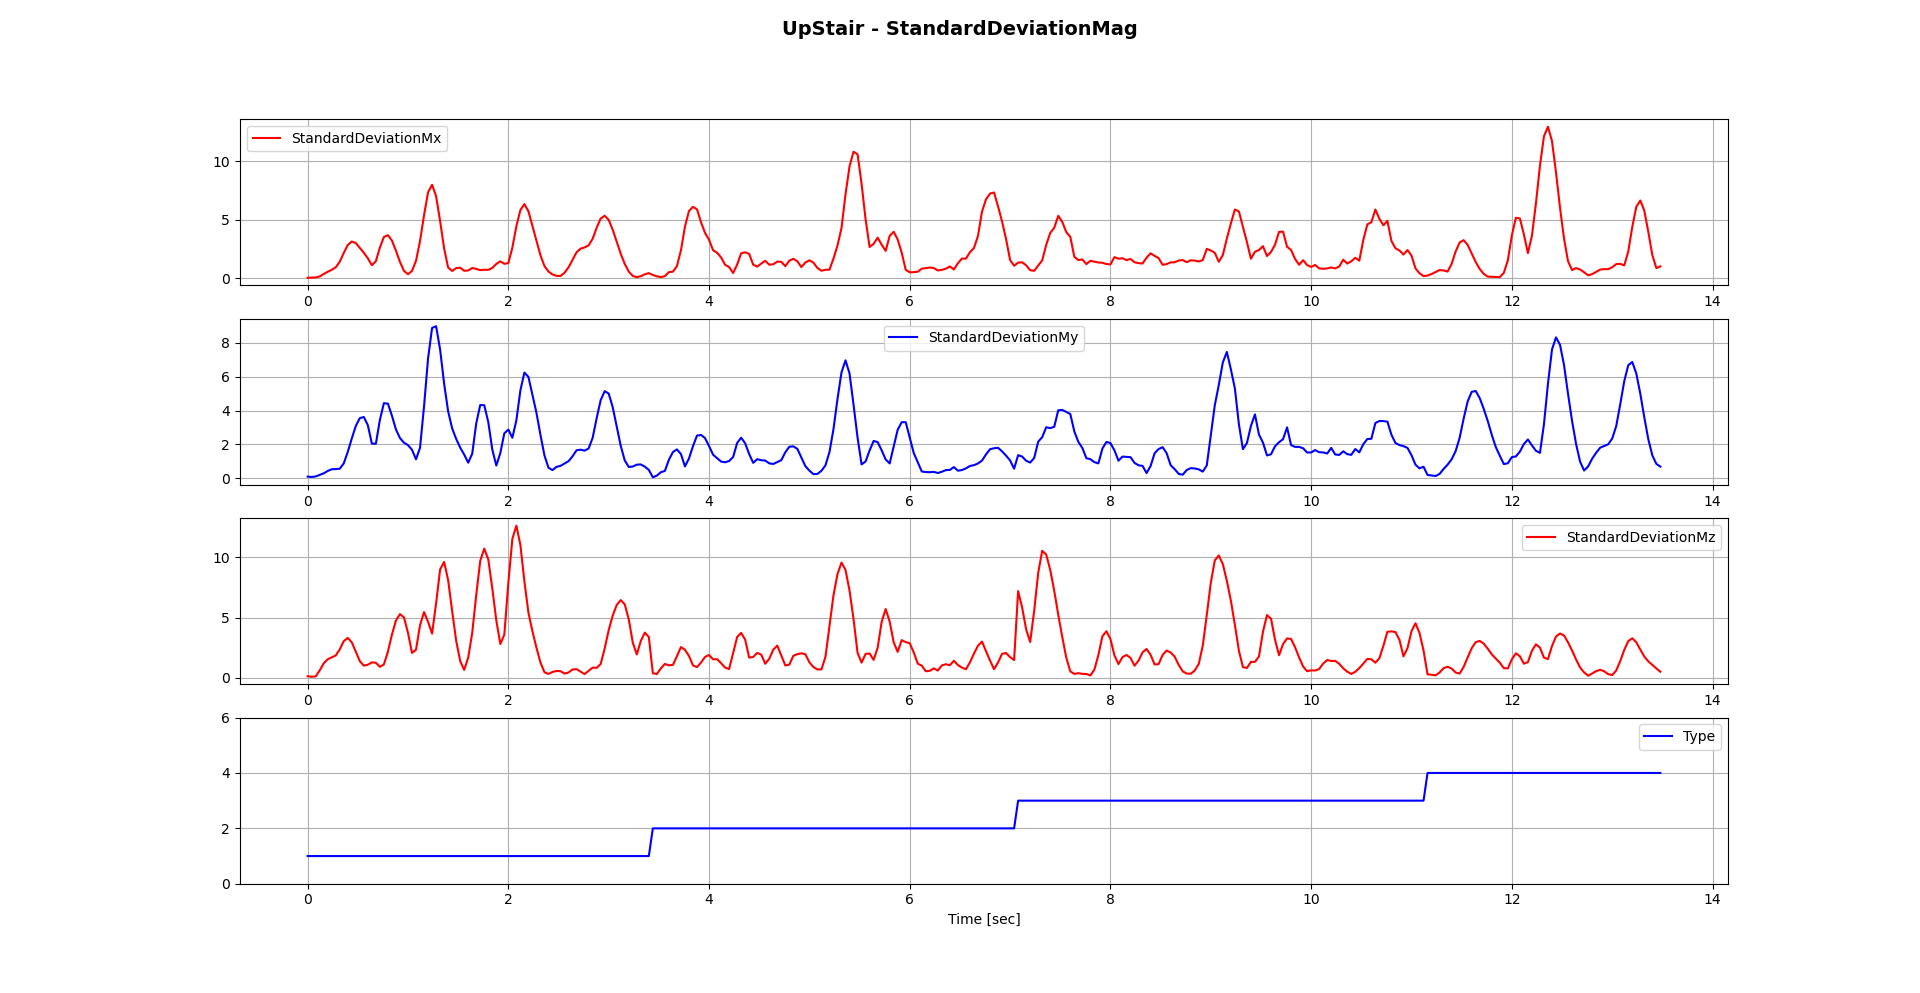 UpStair - StandardDeviationMag
StandardDeviationMx
10
5
0
0 2 4 6 8 10 12 14
StandardDeviationMy
8
6
4
2
0
0 2 4 6 8 10 12 14
StandardDeviationMz
10
5
0
0 2 4 6 8 10 12 14
6
Type
4
2
0
0 2 4 6 8 10 12 14
Time [sec]